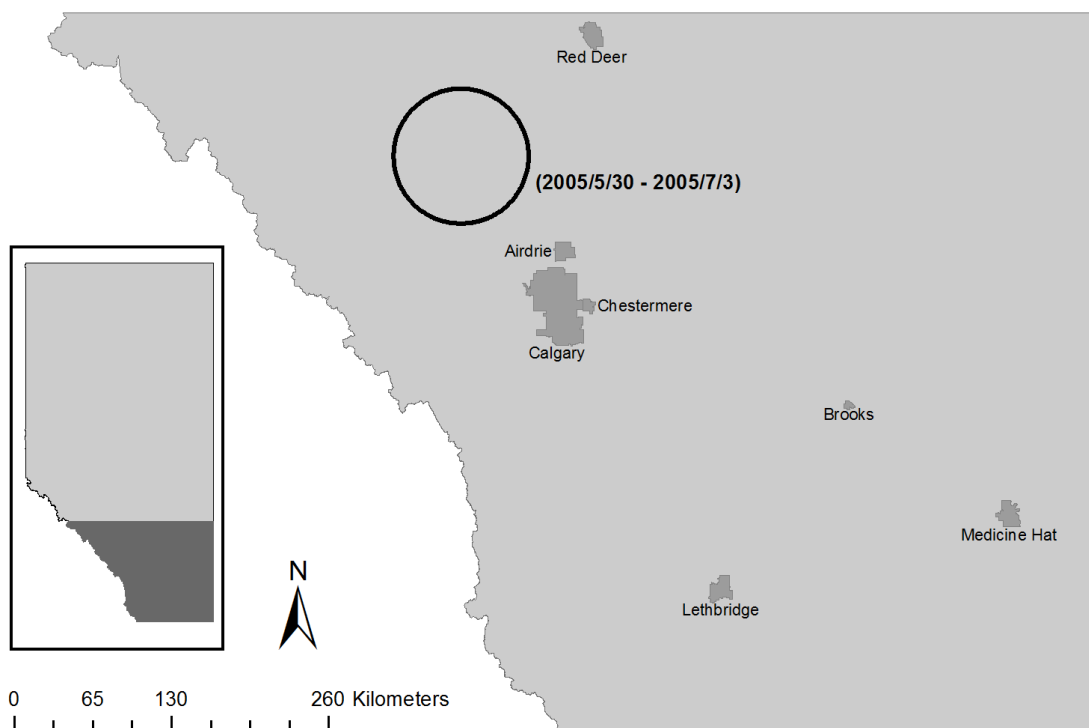 Red Deer
(2005/5/30 - 2005/7/3)
Airdrie
Chestermere
Calgary
Brooks
Medicine Hat
Lethbridge
N
0 65 130 260 Kilometers